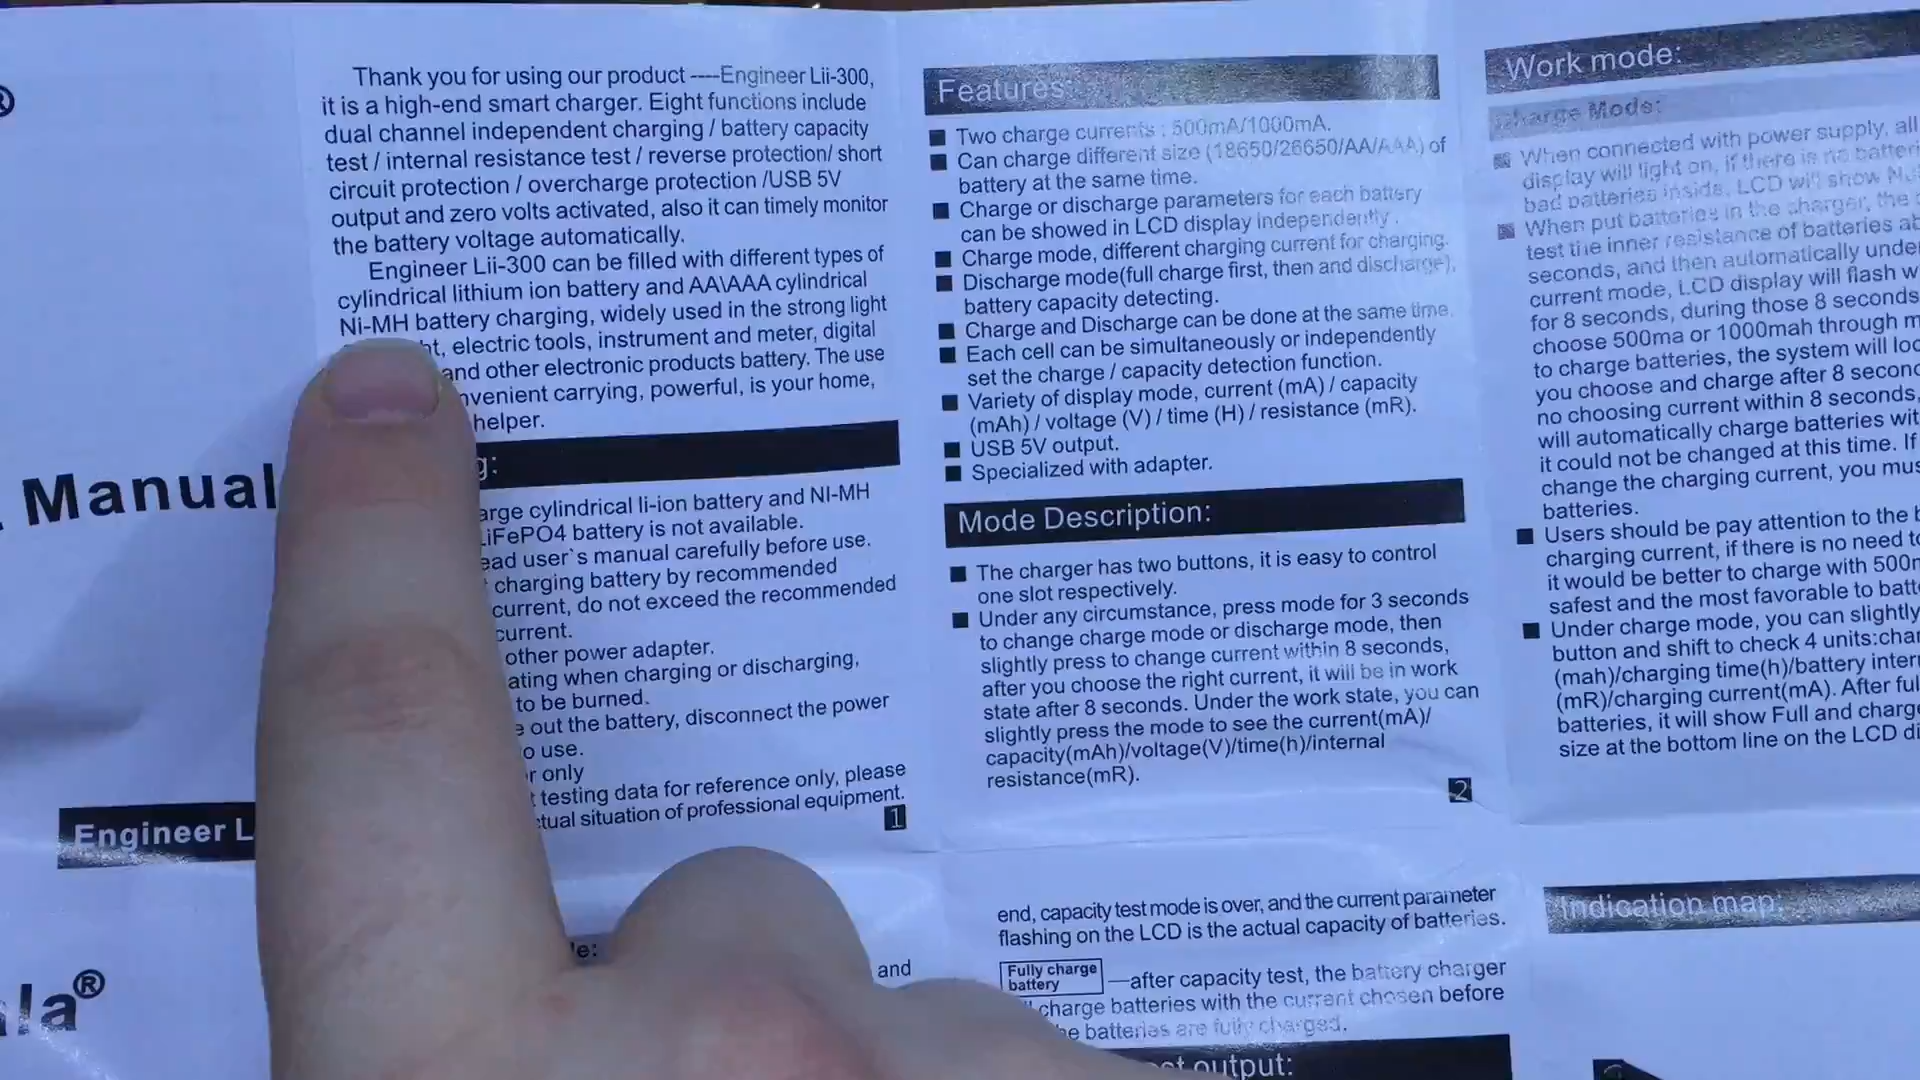 ®
Manual
Engineer L
la®
Thank you for using our product ----Engineer Lii-300,
it is a high-end smart charger. Eight functions include
dual channel independent charging / battery capacity
test / internal resistance test / reverse protection/ short
circuit protection / overcharge protection /USB 5V
output and zero volts activated, also it can timely monitor
the battery voltage automatically.
Engineer Lii-300 can be filled with different types of
cylindrical lithium ion battery and AA\AAA cylindrical
Ni-MH battery charging, widely used in the strong light
ht, electric tools, instrument and meter, digital
and other electronic products battery. The use
nvenient carrying, powerful, is your home,
helper.
g:
arge cylindrical li-ion battery and NI-MH
LiFePO4 battery is not available.
ead user`s manual carefully before use.
charging battery by recommended
current, do not exceed the recommended
current.
other power adapter.
ating when charging or discharging,
to be burned.
e out the battery, disconnect the power
o use.
r only
t testing data for reference only, please
ctual situation of professional equipment.
1
le:
and
Features:
Two charge currents : 500mA/1000mA.
Can charge different size (18650/26650/AA/AAA) of
battery at the same time.
Charge or discharge parameters for each battery
can be showed in LCD display independently .
Charge mode, different charging current for charging.
Discharge mode(full charge first, then and discharge),
battery capacity detecting.
Charge and Discharge can be done at the same time.
Each cell can be simultaneously or independently
set the charge / capacity detection function.
Variety of display mode, current (mA) / capacity
(mAh) / voltage (V) / time (H) / resistance (mR).
USB 5V output.
Specialized with adapter.
Mode Description:
The charger has two buttons, it is easy to control
one slot respectively.
Under any circumstance, press mode for 3 seconds
to change charge mode or discharge mode, then
slightly press to change current within 8 seconds,
after you choose the right current, it will be in work
state after 8 seconds. Under the work state, you can
slightly press the mode to see the current(mA)/
capacity(mAh)/voltage(V)/time(h)/internal
resistance(mR).
2
end, capacity test mode is over, and the current parameter
flashing on the LCD is the actual capacity of batteries.
Fully charge
battery
—after capacity test, the battery charger
charge batteries with the current chosen before
he batteries are fully charged.
st output:
Work mode:
Charge Mode:
When connected with power supply, all
display will light on, if there is no batteri
bad batteries inside, LCD will show Nu
When put batteries in the charger, the c
test the inner resistance of batteries ab
seconds, and then automatically unde
current mode, LCD display will flash w
for 8 seconds, during those 8 seconds
choose 500ma or 1000mah through m
to charge batteries, the system will loc
you choose and charge after 8 second
no choosing current within 8 seconds,
will automatically charge batteries wit
it could not be changed at this time. If
change the charging current, you mus
batteries.
Users should be pay attention to the b
charging current, if there is no need to
it would be better to charge with 500m
safest and the most favorable to batte
Under charge mode, you can slightly
button and shift to check 4 units:char
(mah)/charging time(h)/battery inter
(mR)/charging current(mA). After ful
batteries, it will show Full and charge
size at the bottom line on the LCD di
Indication map: